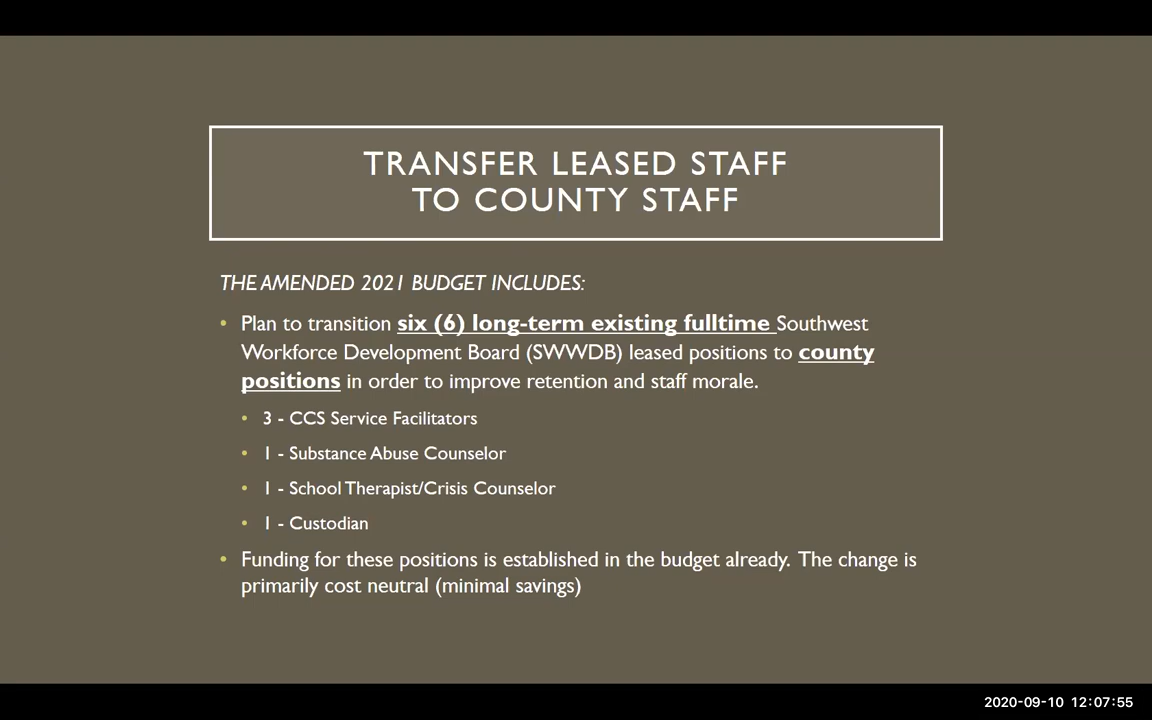 TRANSFER LEASED STAFF
TO COUNTY STAFF
THE AMENDED 2021 BUDGET INCLUDES:
• Plan to transition six (6) long-term existing fulltime Southwest
Workforce Development Board (SWWDB) leased positions to county
positions in order to improve retention and staff morale.
• 3 - CCS Service Facilitators
• 1 - Substance Abuse Counselor
• 1 - School Therapist/Crisis Counselor
• 1 - Custodian
• Funding for these positions is established in the budget already. The change is
primarily cost neutral (minimal savings)
2020-09-10 12:07:55